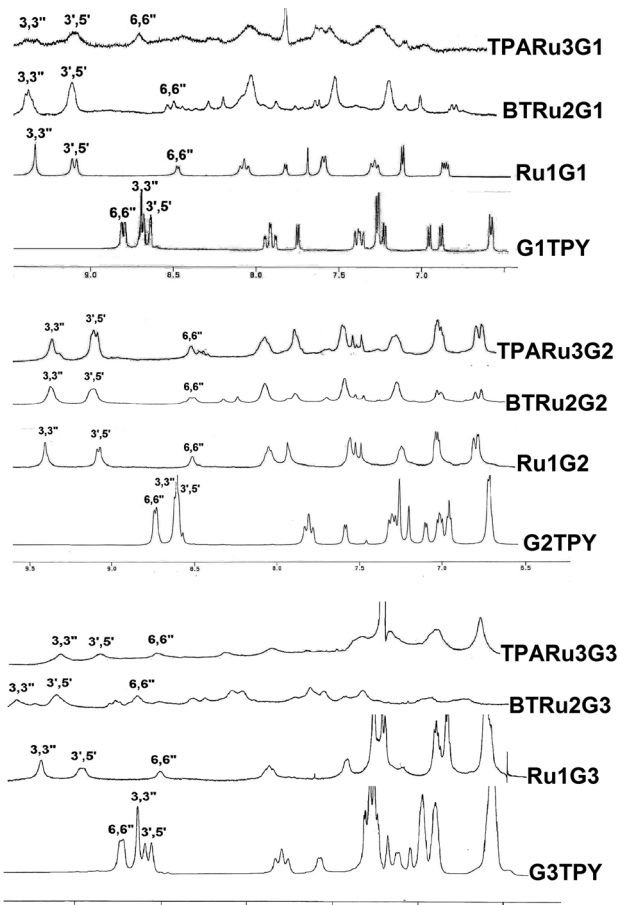 3,3" 3',5' 6,6"
TPARu3G1
3,3" 3',5' 6,6"
BTRu2G1
3,3" 3',5' 6,6"
Ru1G1
6,6" 3,3" 3',5'
G1TPY
9.0 8.5 8.0 7.5 7.0
3,3" 3',5' 6,6"
TPARu3G2
3,3" 3',5' 6,6"
BTRu2G2
3,3" 3',5' 6,6"
Ru1G2
6,6" 3,3" 3',5'
G2TPY
9.5 9.0 8.5 8.0 7.5 7.0 6.5
3,3" 3',5' 6,6"
TPARu3G3
3,3" 3',5' 6,6"
BTRu2G3
3,3" 3',5' 6,6"
Ru1G3
6,6" 3,3" 3',5'
G3TPY